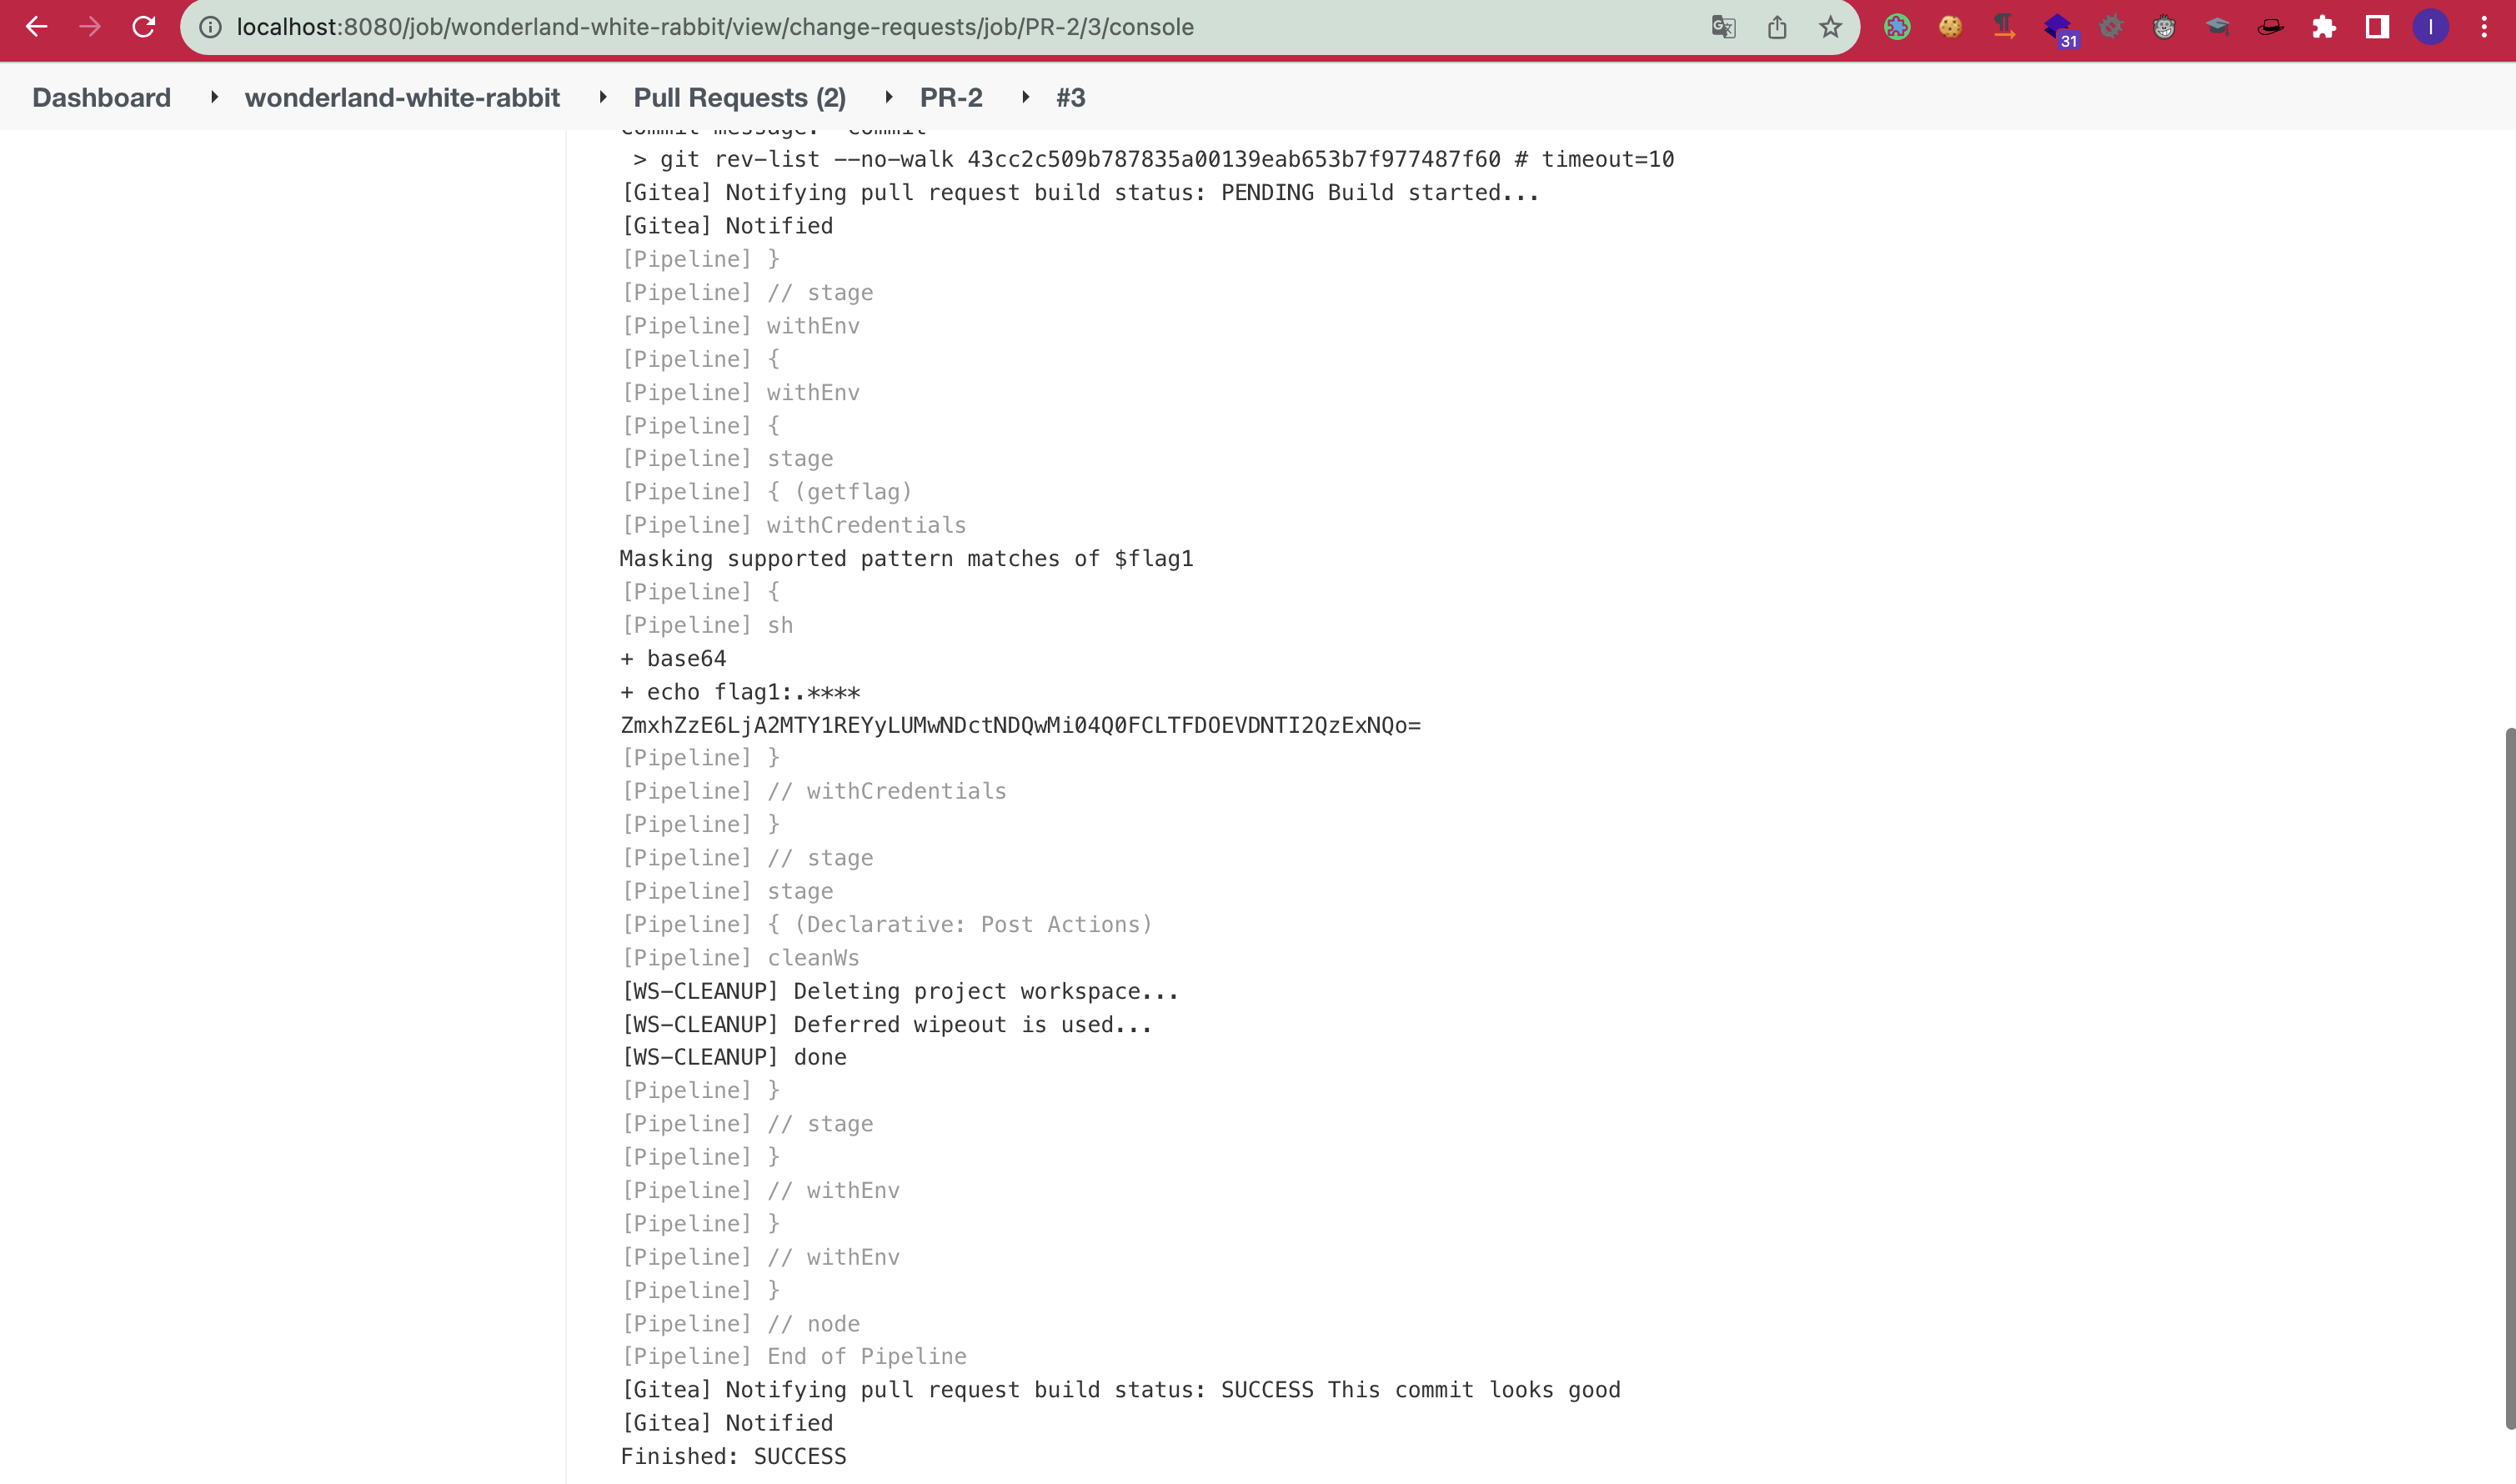 localhost:8080/job/wonderland-white-rabbit/view/change-requests/job/PR-2/3/console
31
I
Dashboard wonderland-white-rabbit Pull Requests (2) PR-2 #3
Commit message: "commit"
> git rev-list --no-walk 43cc2c509b787835a00139eab653b7f977487f60 # timeout=10
[Gitea] Notifying pull request build status: PENDING Build started...
[Gitea] Notified
[Pipeline] }
[Pipeline] // stage
[Pipeline] withEnv
[Pipeline] {
[Pipeline] withEnv
[Pipeline] {
[Pipeline] stage
[Pipeline] { (getflag)
[Pipeline] withCredentials
Masking supported pattern matches of $flag1
[Pipeline] {
[Pipeline] sh
+ base64
+ echo flag1:.****
ZmxhZzE6LjA2MTY1REYyLUMwNDctNDQwMi04Q0FCLTFDOEVDNTI2QzExNQo=
[Pipeline] }
[Pipeline] // withCredentials
[Pipeline] }
[Pipeline] // stage
[Pipeline] stage
[Pipeline] { (Declarative: Post Actions)
[Pipeline] cleanWs
[WS-CLEANUP] Deleting project workspace...
[WS-CLEANUP] Deferred wipeout is used...
[WS-CLEANUP] done
[Pipeline] }
[Pipeline] // stage
[Pipeline] }
[Pipeline] // withEnv
[Pipeline] }
[Pipeline] // withEnv
[Pipeline] }
[Pipeline] // node
[Pipeline] End of Pipeline
[Gitea] Notifying pull request build status: SUCCESS This commit looks good
[Gitea] Notified
Finished: SUCCESS